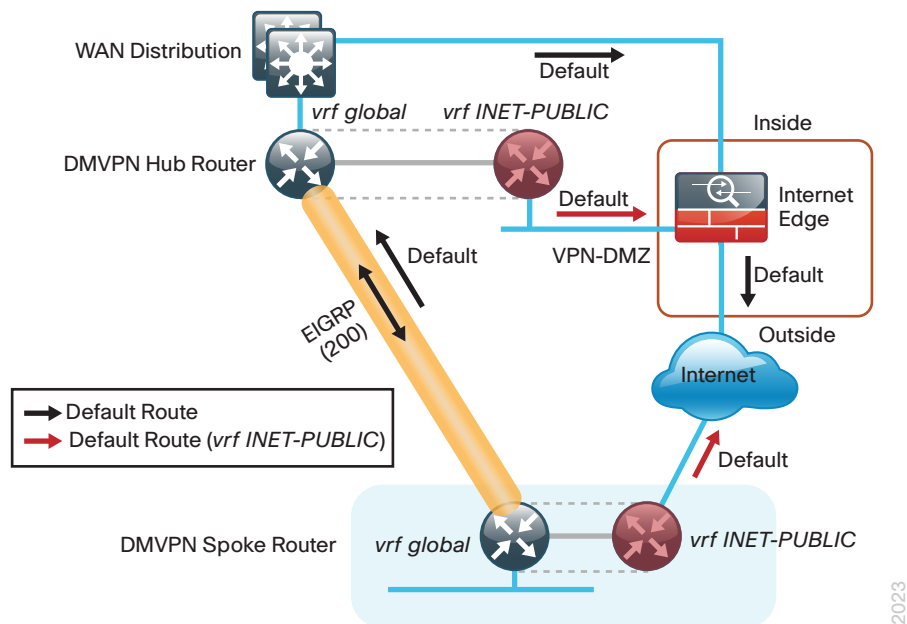 WAN Distribution
Default
vrf global
vrf INET-PUBLIC
Inside
DMVPN Hub Router
Default
Internet
Edge
VPN-DMZ
Default
Default
EIGRP
(200)
Outside
Internet
Default Route
Default Route (vrf INET-PUBLIC)
Default
DMVPN Spoke Router
vrf global
vrf INET-PUBLIC
2023